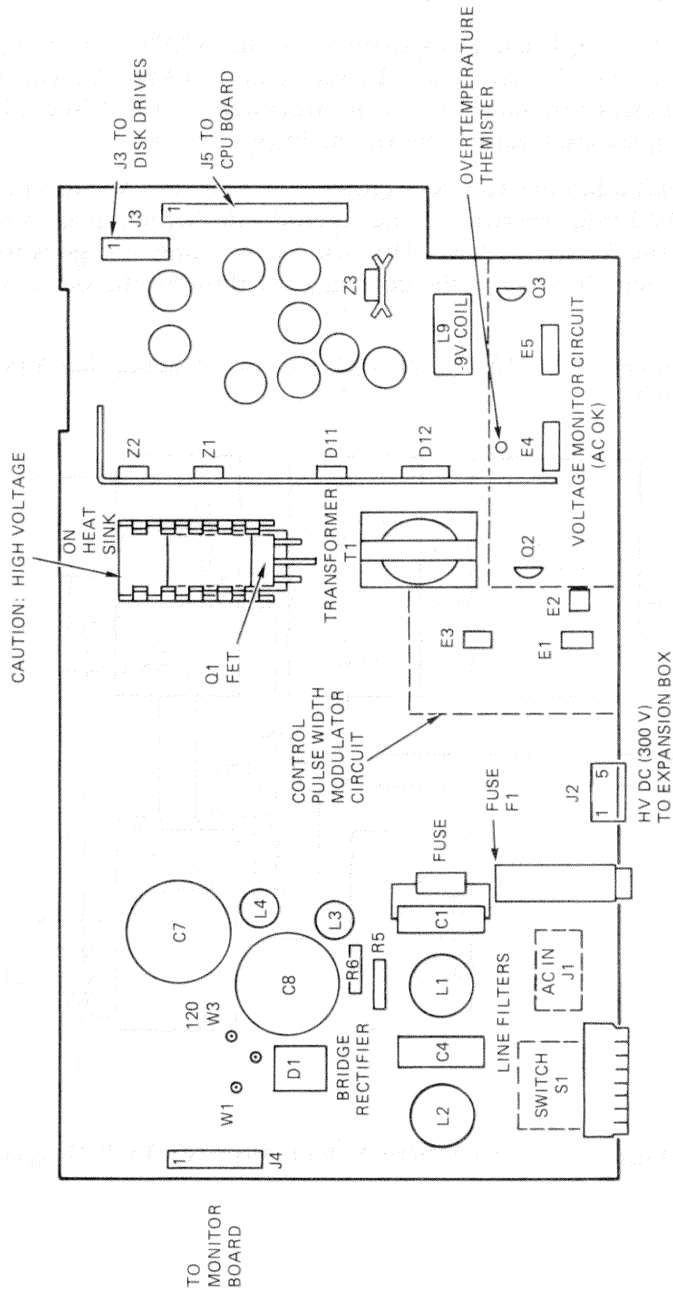 CAUTION: HIGH VOLTAGE
ON
HEAT
SINK
J3 TO
DISK DRIVES
J5 TO
CPU BOARD
TO
MONITOR
BOARD
1
J4
W1
120
W3
C7
L4
D1
BRIDGE
RECTIFIER
C8
L3
R6
R5
L2
C4
L1
C1
FUSE
LINE FILTERS
SWITCH
S1
AC IN
J1
FUSE
F1
1 5
J2
HV DC (300 V)
TO EXPANSION BOX
CONTROL
PULSE WIDTH
MODULATOR
CIRCUIT
Q1
FET
TRANSFORMER
T1
E3
E1
E2
Q2
Z2
Z1
D11
D12
1
J3
1
Z3
L9
-9V COIL
E4
E5
Q3
VOLTAGE MONITOR CIRCUIT
(AC OK)
OVERTEMPERATURE
THEMISTER